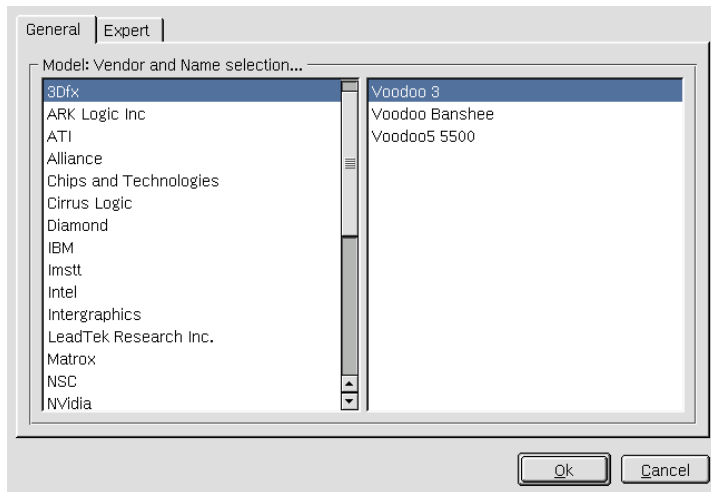 General
Expert
Model: Vendor and Name selection...
3Dfx
ARK Logic Inc
ATI
Alliance
Chips and Technologies
Cirrus Logic
Diamond
IBM
Imstt
Intel
Intergraphics
LeadTek Research Inc.
Matrox
NSC
NVidia
Voodoo 3
Voodoo Banshee
Voodoo5 5500
Ok
Cancel